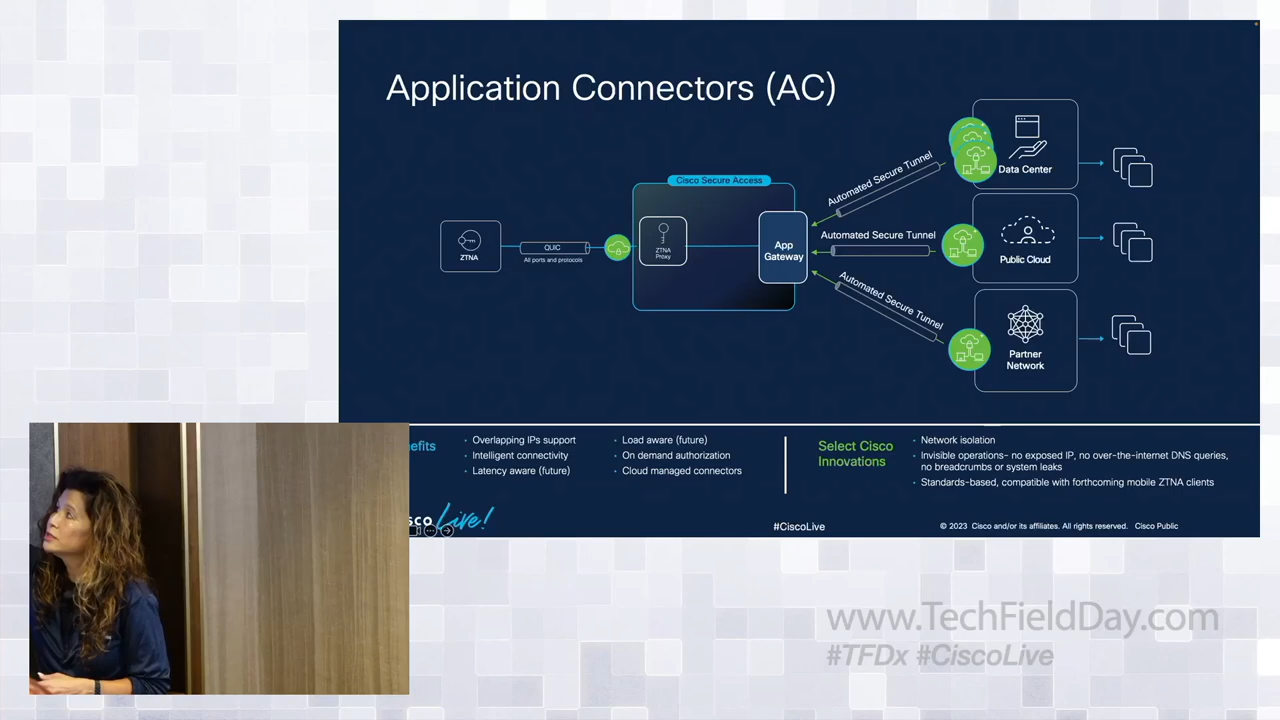 Application Connectors (AC)
Cisco Secure Access
ZTNA
QUIC
All ports and protocols
ZTNA
Proxy
App
Gateway
Automated Secure Tunnel
Automated Secure Tunnel
Automated Secure Tunnel
Data Center
Public Cloud
Partner
Network
efits
Overlapping IPs support
Intelligent connectivity
Latency aware (future)
Load aware (future)
On demand authorization
Cloud managed connectors
Select Cisco
Innovations
Network isolation
Invisible operations- no exposed IP, no over-the-internet DNS queries,
no breadcrumbs or system leaks
Standards-based, compatible with forthcoming mobile ZTNA clients
sco Live!
#CiscoLive
© 2023 Cisco and/or its affiliates. All rights reserved. Cisco Public
www.TechFieldDay.com
#TFDx #CiscoLive